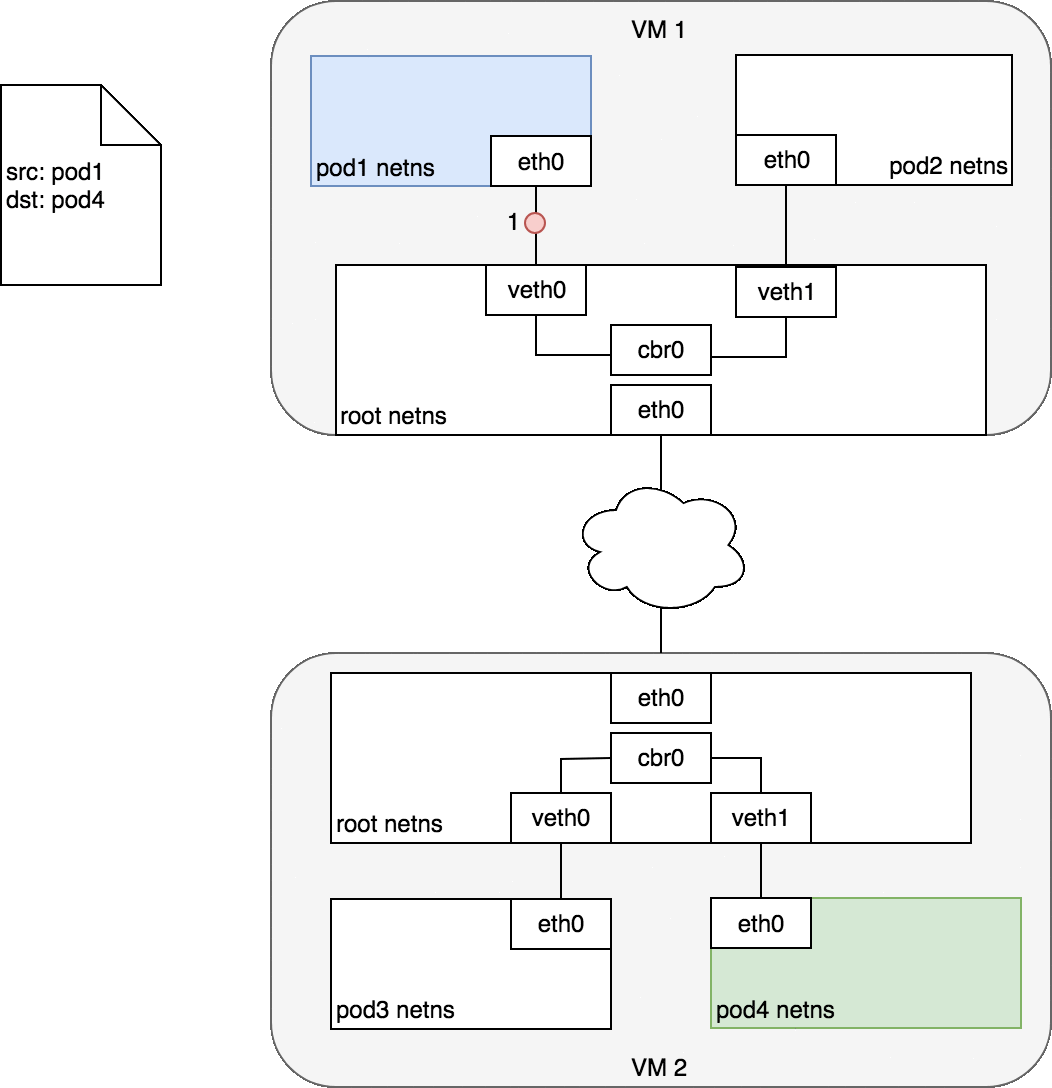 VM 1
src: pod1
dst: pod4
pod1 netns
eth0
eth0
pod2 netns
1
veth0
veth1
cbr0
root netns
eth0
eth0
cbr0
root netns
veth0
veth1
eth0
eth0
pod3 netns
pod4 netns
VM 2